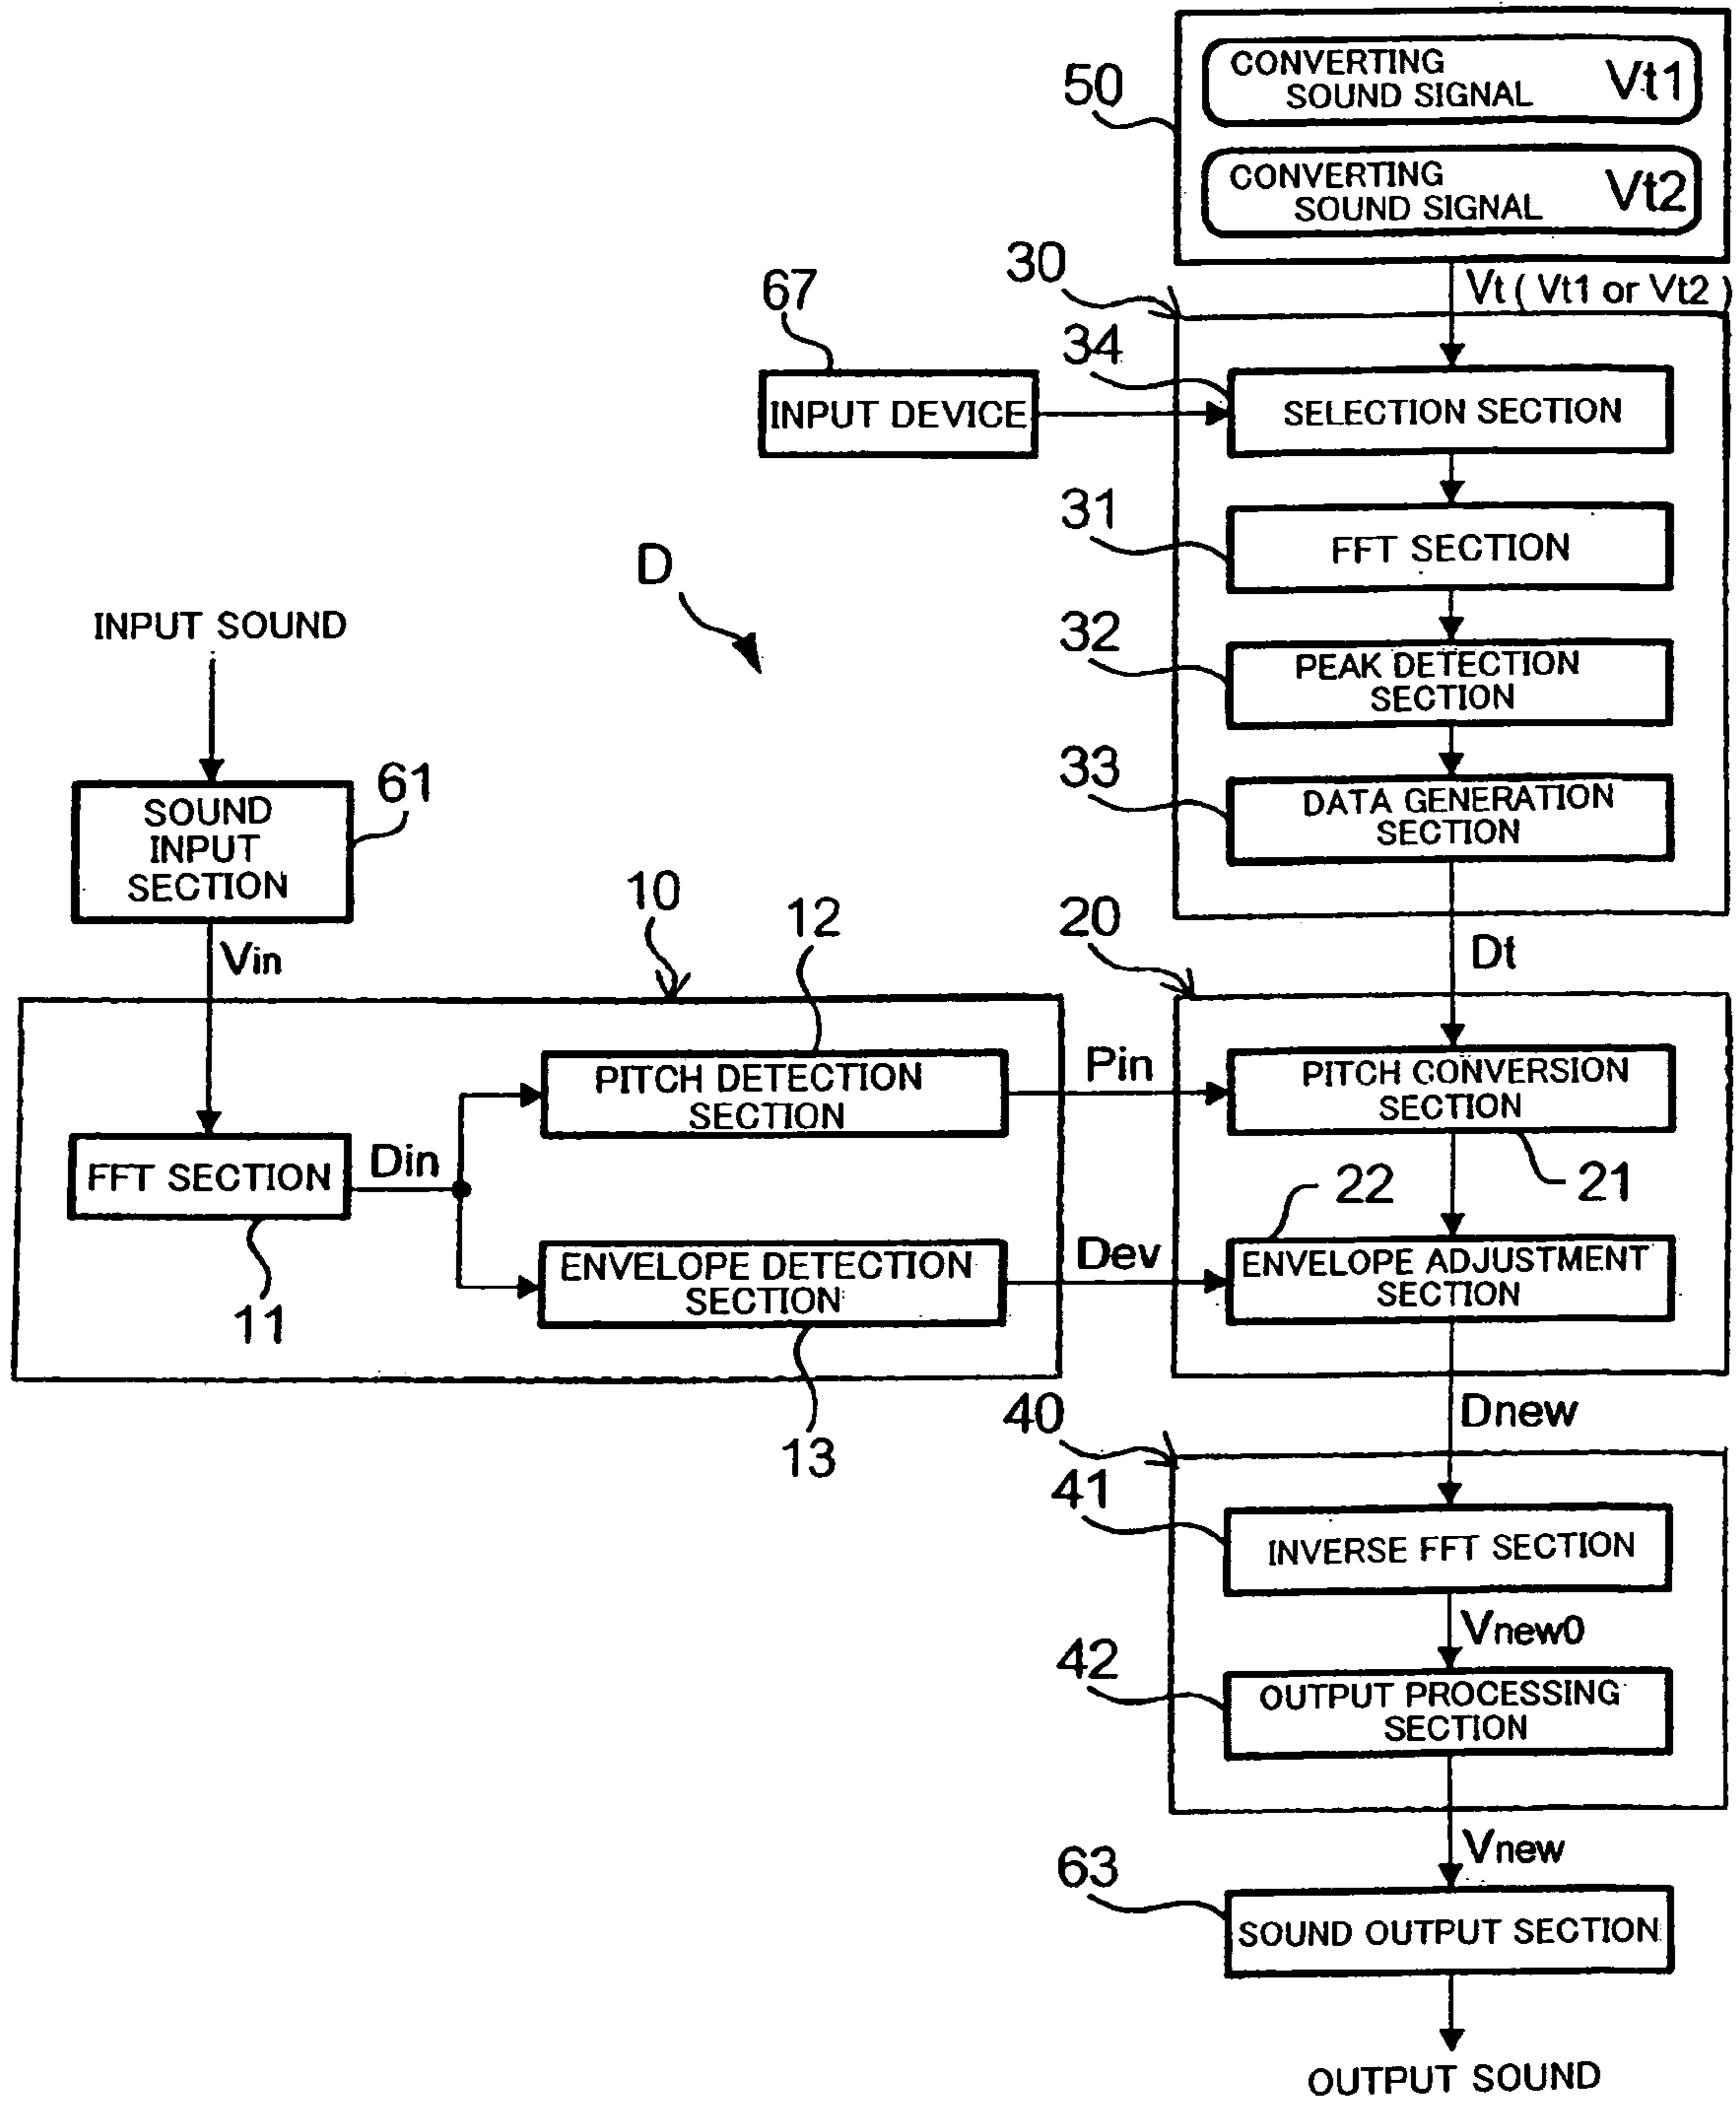 CONVERTING
SOUND SIGNAL
Vt1
50
CONVERTING
SOUND SIGNAL
Vt2
30
Vt ( Vt1 or Vt2 )
67
34
INPUT DEVICE
SELECTION SECTION
31
FFT SECTION
D
INPUT SOUND
32
PEAK DETECTION
SECTION
33
DATA GENERATION
SECTION
61
SOUND
INPUT
SECTION
10
12
20
Dt
Vin
PITCH DETECTION
SECTION
Pin
PITCH CONVERSION
SECTION
FFT SECTION
Din
21
22
ENVELOPE DETECTION
SECTION
Dev
ENVELOPE ADJUSTMENT
SECTION
11
13
40
Dnew
41
INVERSE FFT SECTION
Vnew0
42
OUTPUT PROCESSING
SECTION
Vnew
63
SOUND OUTPUT SECTION
OUTPUT SOUND